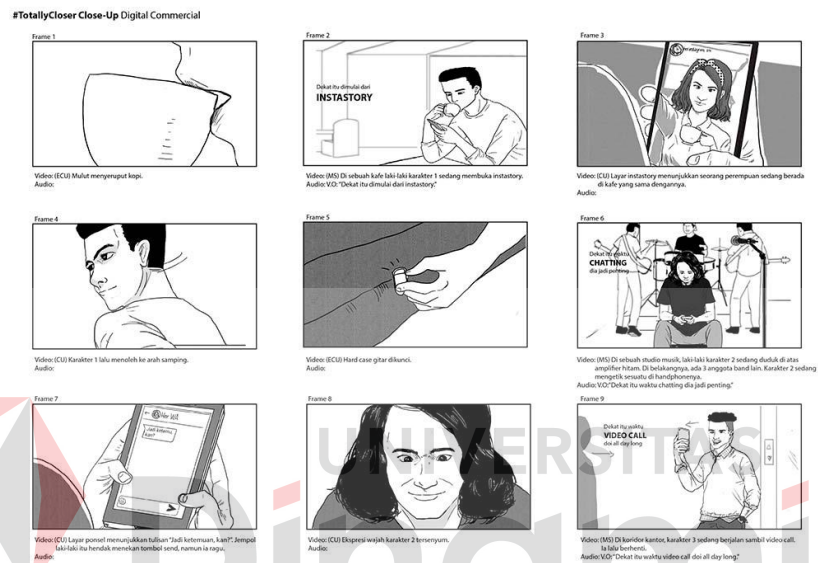 #TotallyCloser Close-Up Digital Commercial
Frame 1
Video: (ECU) Mulut menyeruput kopi.
Audio:
Frame 2
Dekat itu dimulai dari
INSTASTORY
Video: (MS) Di sebuah kafe laki-laki karakter 1 sedang membuka instastory.
Audio: V.O: "Dekat itu dimulai dari instastory."
Frame 3
Video: (CU) Layar instastory menunjukkan seorang perempuan sedang berada
di kafe yang sama dengannya.
Audio:
Frame 4
Video: (CU) Karakter 1 lalu menoleh ke arah samping.
Audio:
Frame 5
Video: (ECU) Hard case gitar dikunci.
Audio:
Frame 6
Dekat itu waktu
CHATTING
dia jadi penting
Video: (MS) Di sebuah studio musik, laki-laki karakter 2 sedang duduk di atas
amplifier hitam. Di belakangnya, ada 3 anggota band lain. Karakter 2 sedang
mengetik sesuatu di handphonenya.
Audio: V.O:"Dekat itu waktu chatting dia jadi penting."
Frame 7
Jadi ketemu,
kan?
Video: (CU) Layar ponsel menunjukkan tulisan "Jadi ketemuan, kan?". Jempol
laki-laki itu hendak menekan tombol send, namun ia ragu.
Audio:
Frame 8
Video: (CU) Ekspresi wajah karakter 2 tersenyum.
Audio:
Frame 9
Dekat itu waktu
VIDEO CALL
doi all day long
Video: (MS) Di koridor kantor, karakter 3 sedang berjalan sambil video call.
Ia lalu berhenti.
Audio: V.O: "Dekat itu waktu video call doi all day long."
UNIVERSITAS